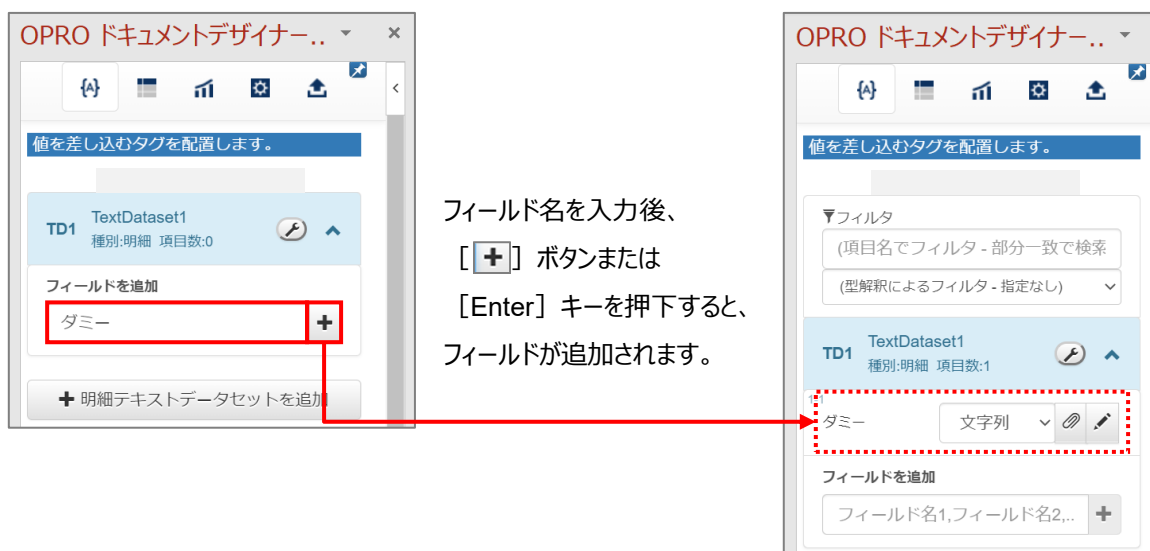 OPRO ドキュメントデザイナー..
{A}
値を差し込むタグを配置します。
TD1
TextDataset1
種別:明細 項目数:0
フィールドを追加
ダミー
+
+ 明細テキストデータセットを追加
フィールド名を入力後、
［+］ボタンまたは
［Enter］キーを押下すると、
フィールドが追加されます。
OPRO ドキュメントデザイナー..
{A}
値を差し込むタグを配置します。
フィルタ
(項目名でフィルタ - 部分一致で検索
(型解釈によるフィルタ - 指定なし)
TD1
TextDataset1
種別:明細 項目数:1
ダミー
文字列
フィールドを追加
フィールド名1,フィールド名2,..
+